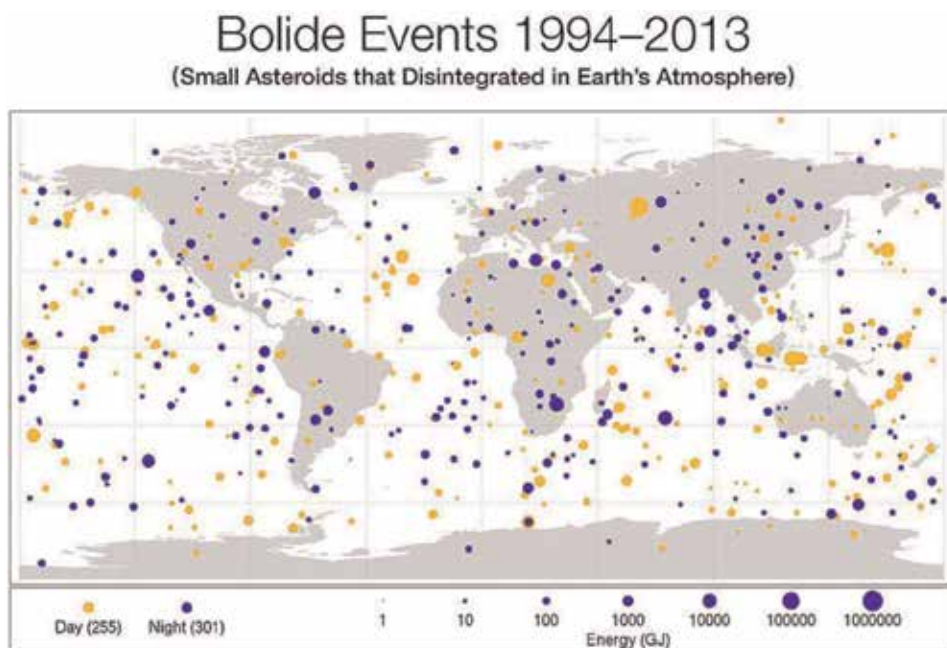 Bolide Events 1994–2013
(Small Asteroids that Disintegrated in Earth's Atmosphere)
Day (255) Night (301) 1 10 100 1000 10000 100000 1000000
Energy (GJ)